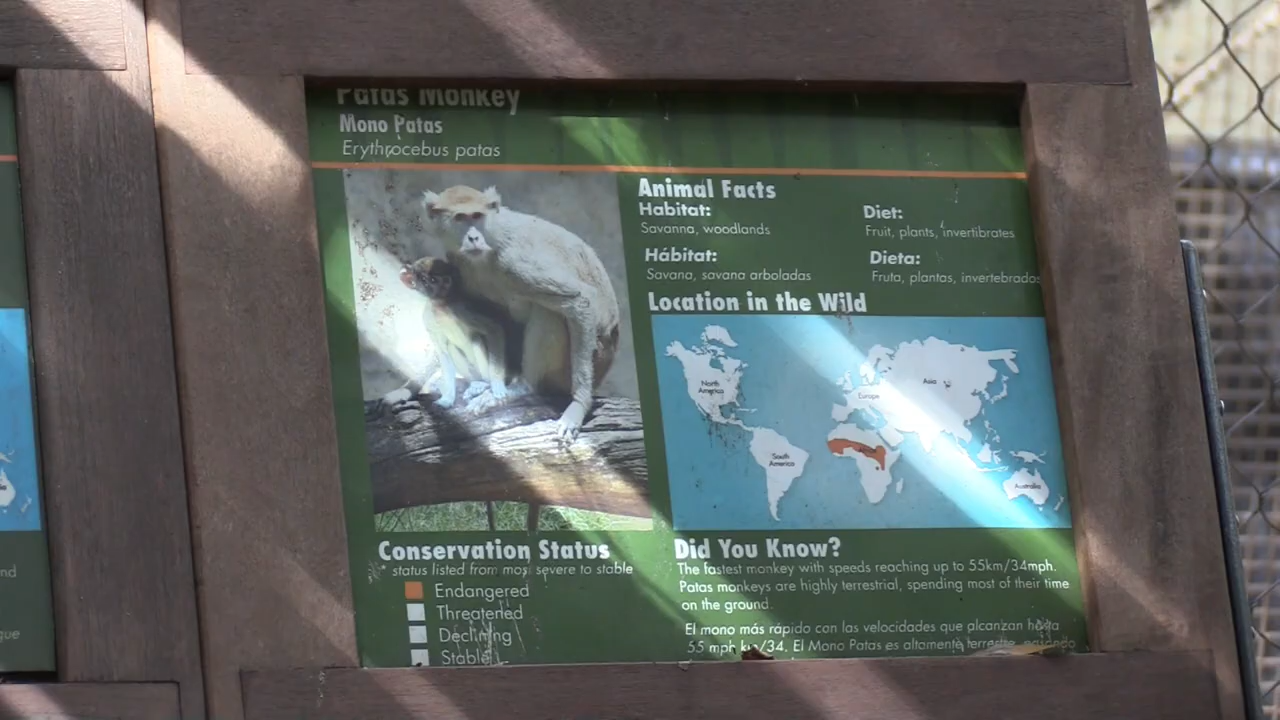 Patas Monkey
Mono Patas
Erythrocebus patas
Animal Facts
Habitat:
Savanna, woodlands
Diet:
Fruit, plants, invertibrates
Hábitat:
Savana, savana arboladas
Dieta:
Fruta, plantas, invertebrados
Location in the Wild
North
America
South
America
Europe
Asia
Australia
Conservation Status
* status listed from most severe to stable
Endangered
Threatened
Declining
Stable
Did You Know?
The fastest monkey with speeds reaching up to 55km/34mph.
Patas monkeys are highly terrestrial, spending most of their time
on the ground.
El mono más rápido con las velocidades que alcanzan hasta
55 mph km/34. El Mono Patas es altamente terrestre,